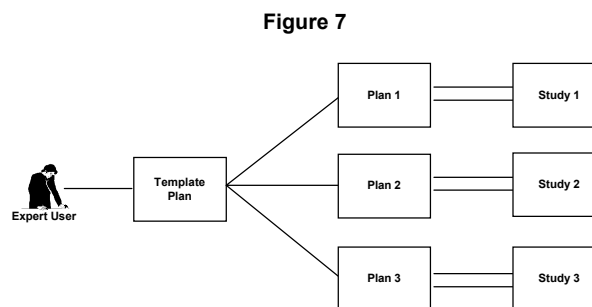 Figure 7
Plan 1
Study 1
Template
Plan
Plan 2
Study 2
Expert User
Plan 3
Study 3